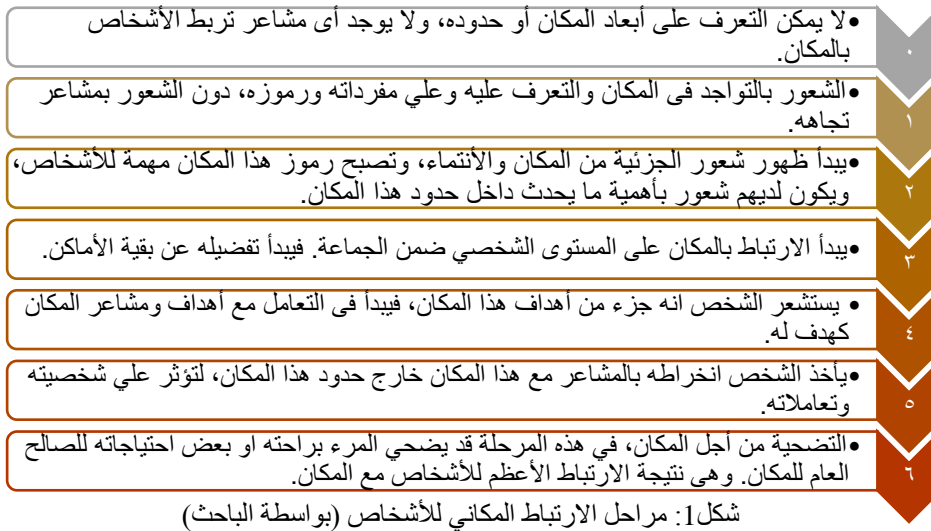 ٠
•لا يمكن التعرف على أبعاد المكان أو حدوده، ولا يوجد أى مشاعر تربط الأشخاص
بالمكان.
١
•الشعور بالتواجد فى المكان والتعرف عليه وعلي مفرداته ورموزه، دون الشعور بمشاعر
تجاهه.
٢
•يبدأ ظهور شعور الجزئية من المكان والأنتماء، وتصبح رموز هذا المكان مهمة للأشخاص،
ويكون لديهم شعور بأهمية ما يحدث داخل حدود هذا المكان.
٣
•يبدأ الارتباط بالمكان على المستوى الشخصي ضمن الجماعة. فيبدأ تفضيله عن بقية الأماكن.
٤
• يستشعر الشخص انه جزء من أهداف هذا المكان، فيبدأ فى التعامل مع أهداف ومشاعر المكان
كهدف له.
٥
•يأخذ الشخص انخراطه بالمشاعر مع هذا المكان خارج حدود هذا المكان، لتؤثر علي شخصيته
وتعاملاته.
٦
•التضحية من أجل المكان، في هذه المرحلة قد يضحي المرء براحته او بعض احتياجاته للصالح
العام للمكان. وهى نتيجة الارتباط الأعظم للأشخاص مع المكان.
شكل1: مراحل الارتباط المكاني للأشخاص (بواسطة الباحث)